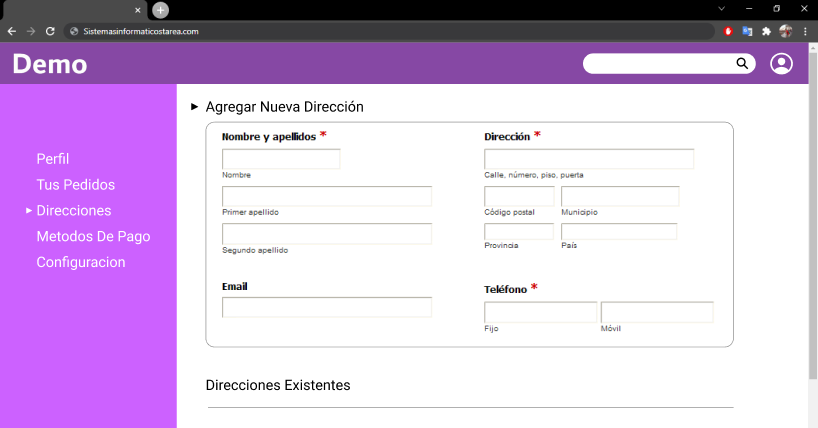 Sistemasinformaticostarea.com
Demo
Perfil
Tus Pedidos
Direcciones
Metodos De Pago
Configuracion
Agregar Nueva Dirección
Nombre y apellidos *
Nombre
Primer apellido
Segundo apellido
Email
Dirección *
Calle, número, piso, puerta
Código postal Municipio
Provincia País
Teléfono *
Fijo Móvil
Direcciones Existentes